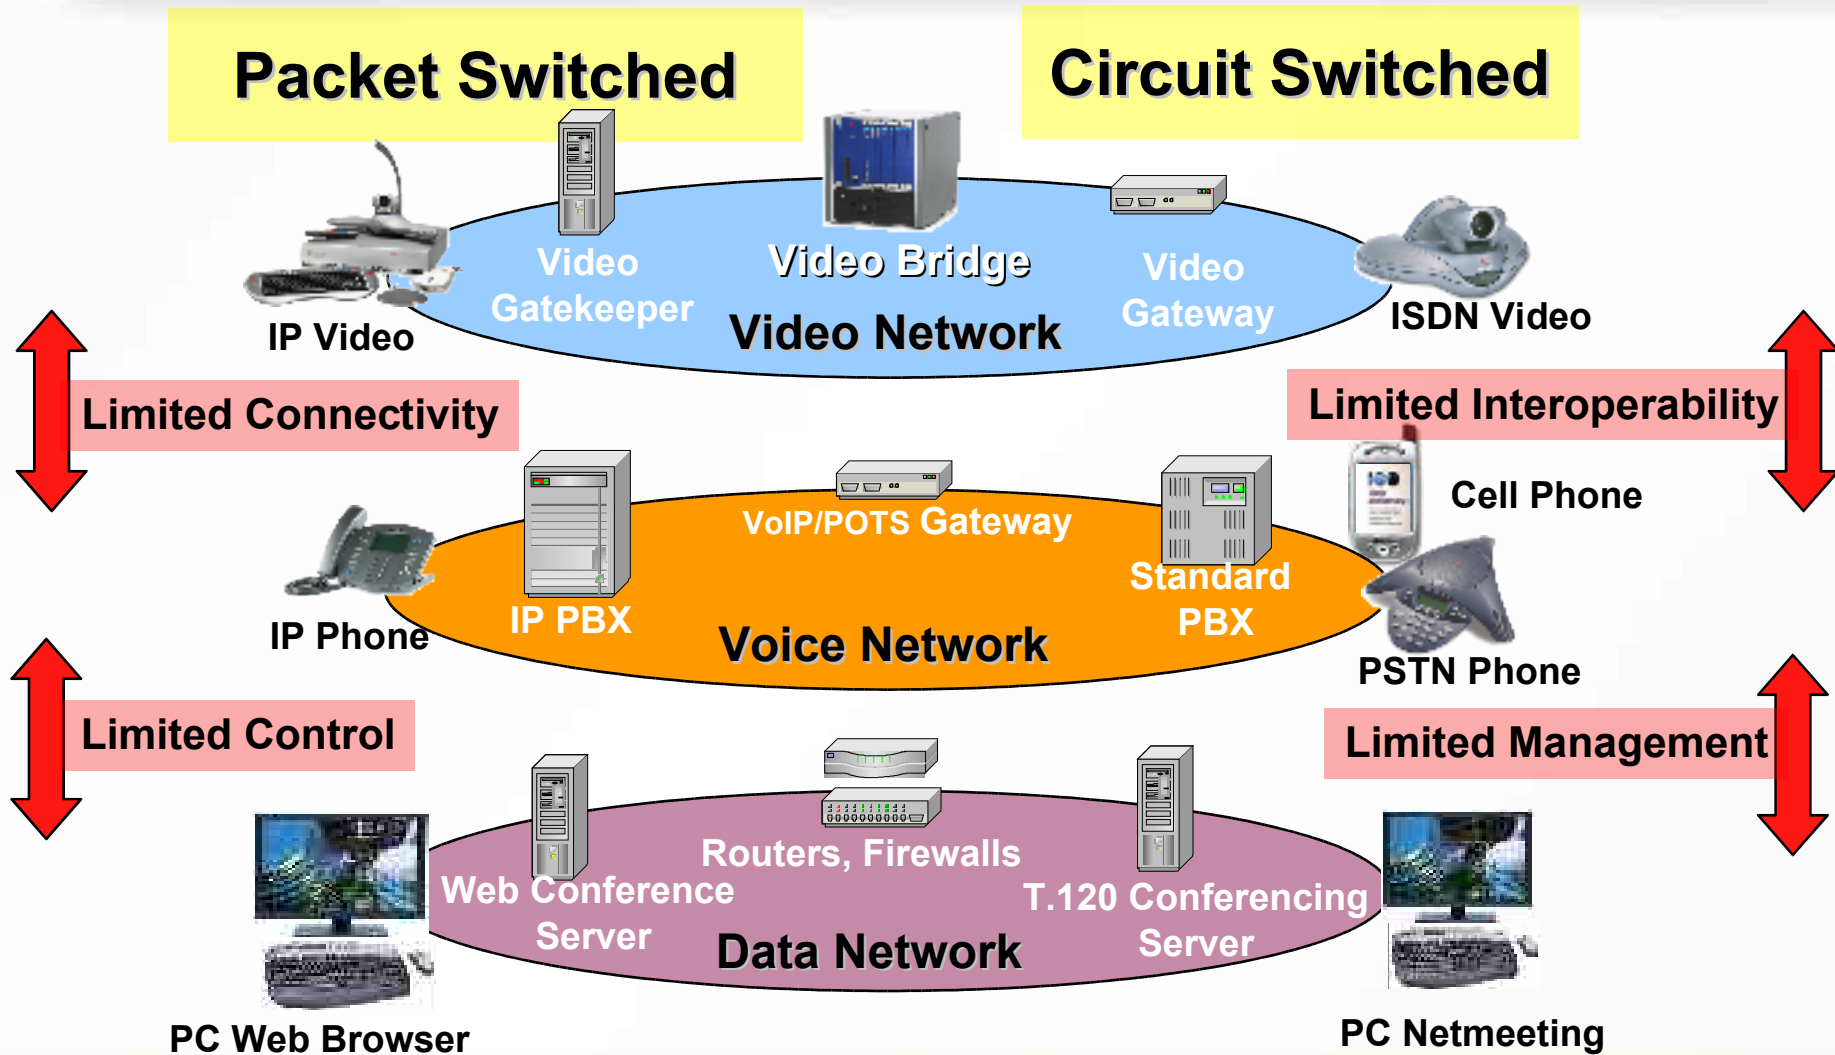 Packet Switched
Circuit Switched
Video
Gatekeeper
Video Bridge
Video
Gateway
IP Video
Video Network
ISDN Video
Limited Connectivity
Limited Interoperability
Cell Phone
VoIP/POTS Gateway
Standard
PBX
IP PBX
IP Phone
Voice Network
PSTN Phone
Limited Control
Limited Management
Routers, Firewalls
Web Conference
Server
T.120 Conferencing
Server
Data Network
PC Web Browser
PC Netmeeting